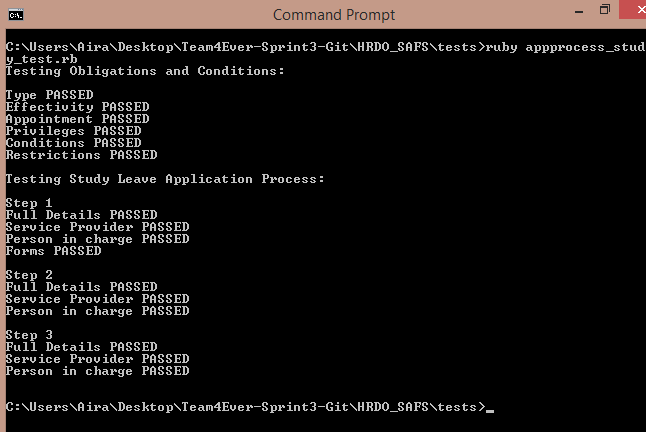 Command Prompt
C:\Users\Aira\Desktop\Team4Ever-Sprint3-Git\HRDO_SAFS\tests>ruby appprocess_stud
y_test.rb
Testing Obligations and Conditions:
Type PASSED
Effectivity PASSED
Appointment PASSED
Privileges PASSED
Conditions PASSED
Restrictions PASSED
Testing Study Leave Application Process:
Step 1
Full Details PASSED
Service Provider PASSED
Person in charge PASSED
Forms PASSED
Step 2
Full Details PASSED
Service Provider PASSED
Person in charge PASSED
Step 3
Full Details PASSED
Service Provider PASSED
Person in charge PASSED
C:\Users\Aira\Desktop\Team4Ever-Sprint3-Git\HRDO_SAFS\tests>_